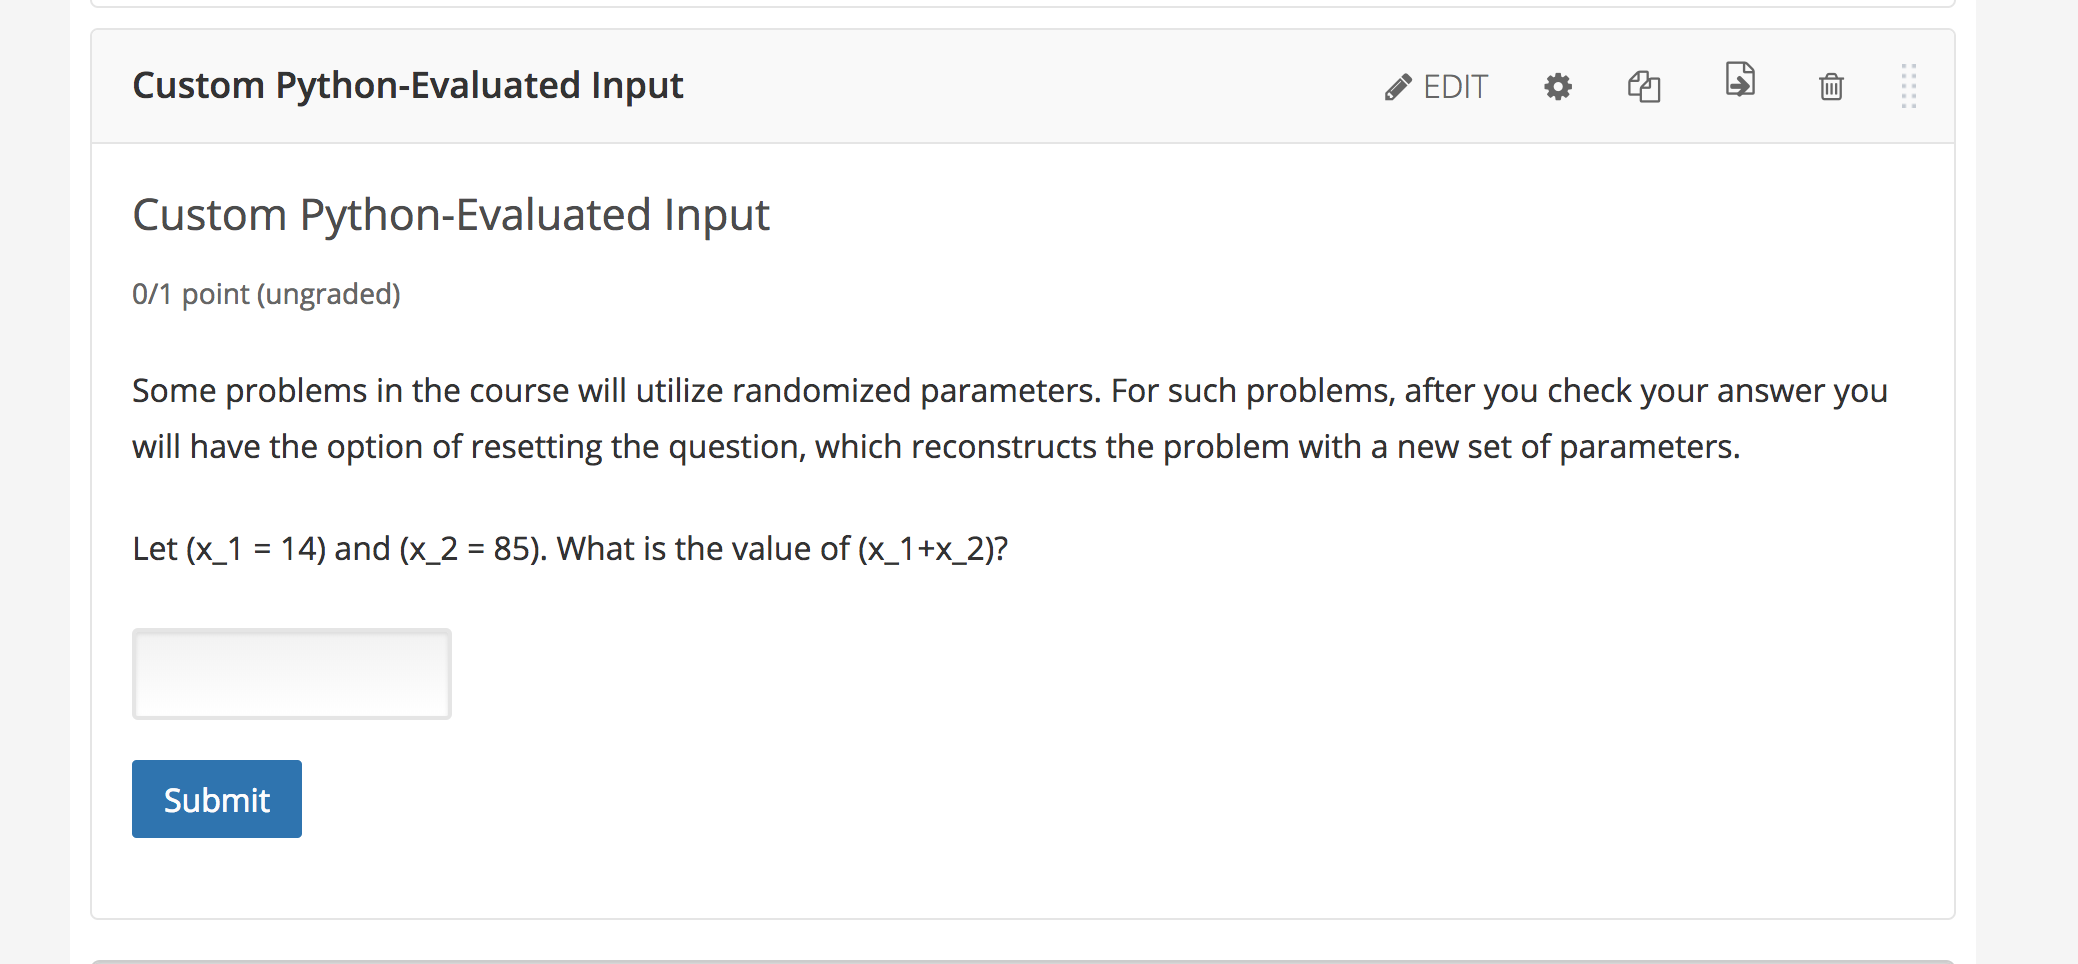 Custom Python-Evaluated Input
EDIT
Custom Python-Evaluated Input
0/1 point (ungraded)
Some problems in the course will utilize randomized parameters. For such problems, after you check your answer you
will have the option of resetting the question, which reconstructs the problem with a new set of parameters.
Let (x_1 = 14) and (x_2 = 85). What is the value of (x_1+x_2)?
Submit